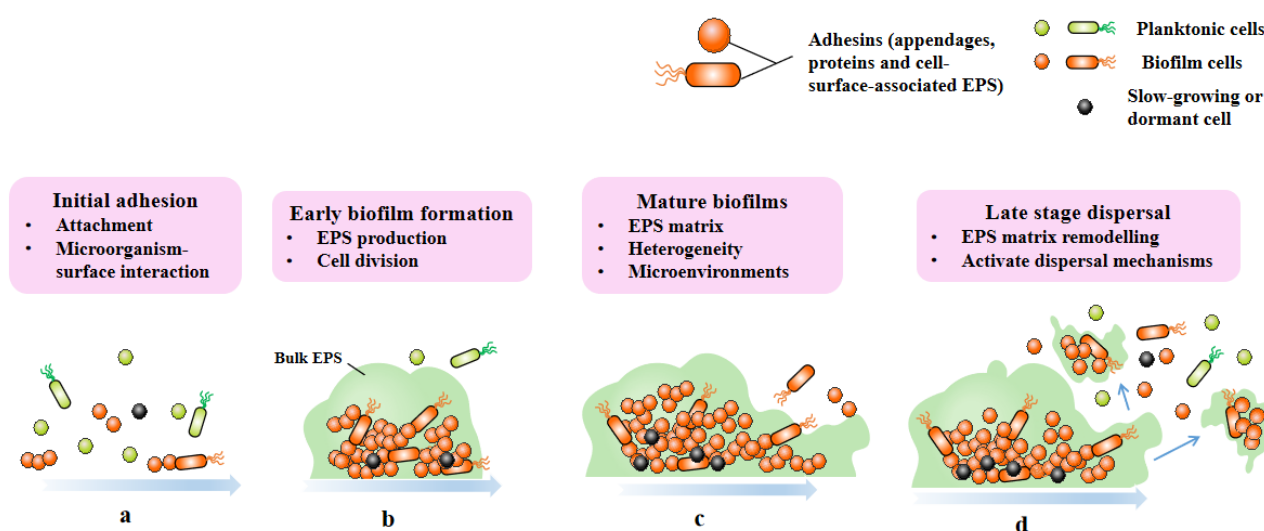 Adhesins (appendages,
proteins and cell-
surface-associated EPS)
Planktonic cells
Biofilm cells
Slow-growing or
dormant cell
Initial adhesion
• Attachment
• Microorganism-
surface interaction
Early biofilm formation
• EPS production
• Cell division
Mature biofilms
• EPS matrix
• Heterogeneity
• Microenvironments
Late stage dispersal
• EPS matrix remodelling
• Activate dispersal mechanisms
Bulk EPS
a
b
c
d